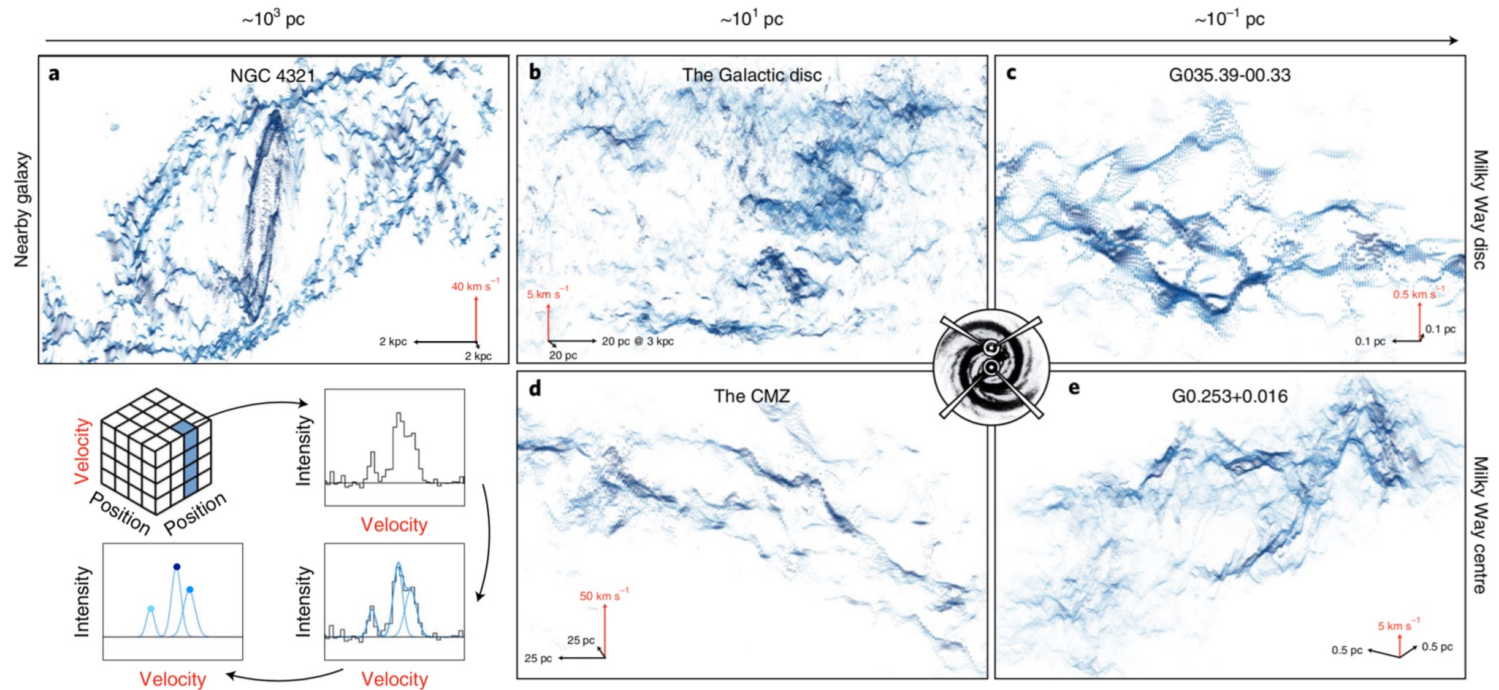 ~10³ pc
~10¹ pc
~10⁻¹ pc
a
NGC 4321
Nearby galaxy
40 km s⁻¹
2 kpc
2 kpc
b
The Galactic disc
5 km s⁻¹
20 pc @ 3 kpc
20 pc
c
G035.39-00.33
Milky Way disc
0.5 km s⁻¹
0.1 pc
0.1 pc
Velocity
Position
Position
Intensity
Velocity
Intensity
Velocity
Intensity
Velocity
d
The CMZ
50 km s⁻¹
25 pc
25 pc
e
G0.253+0.016
Milky Way centre
5 km s⁻¹
0.5 pc
0.5 pc